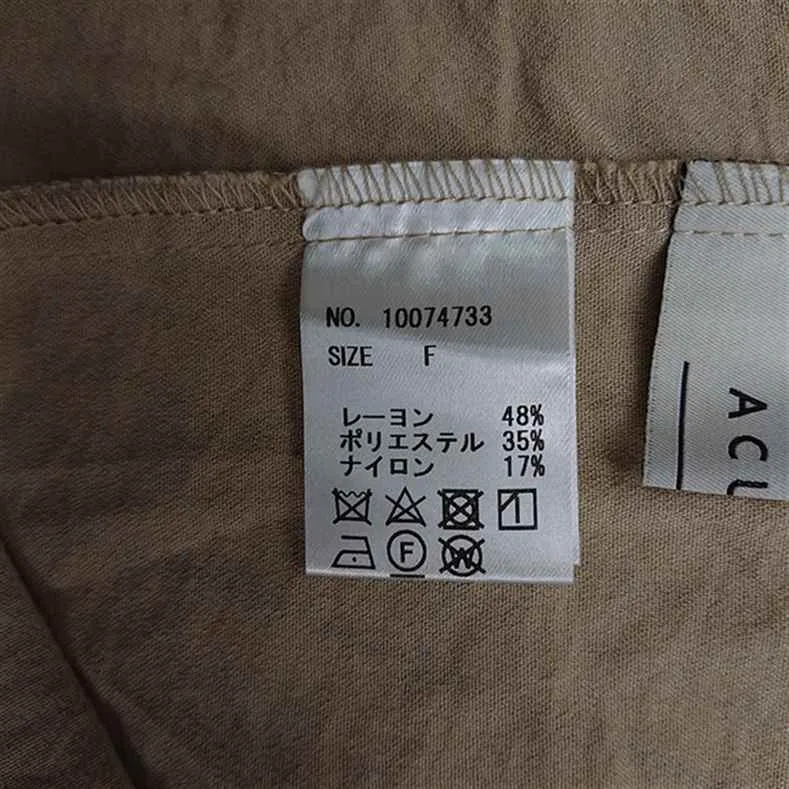 NO. 10074733
SIZE F
レーヨン 48%
ポリエステル 35%
ナイロン 17%
F
W
ACU